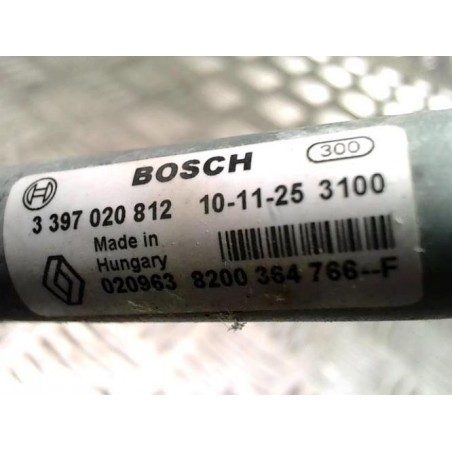 BOSCH 300
3 397 020 812 10-11-25 3100
Made in
Hungary
020963 8200 364 766--F